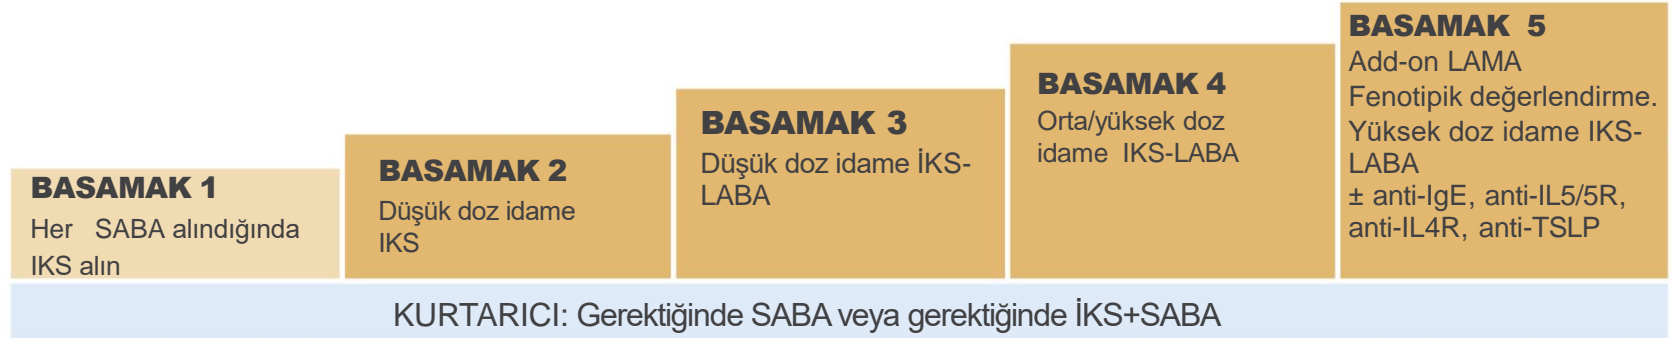 BASAMAK 1
Her SABA alındığında
IKS alın
BASAMAK 2
Düşük doz idame
IKS
BASAMAK 3
Düşük doz idame İKS-
LABA
BASAMAK 4
Orta/yüksek doz
idame IKS-LABA
BASAMAK 5
Add-on LAMA
Fenotipik değerlendirme.
Yüksek doz idame IKS-
LABA
± anti-IgE, anti-IL5/5R,
anti-IL4R, anti-TSLP
KURTARICI: Gerektiğinde SABA veya gerektiğinde İKS+SABA